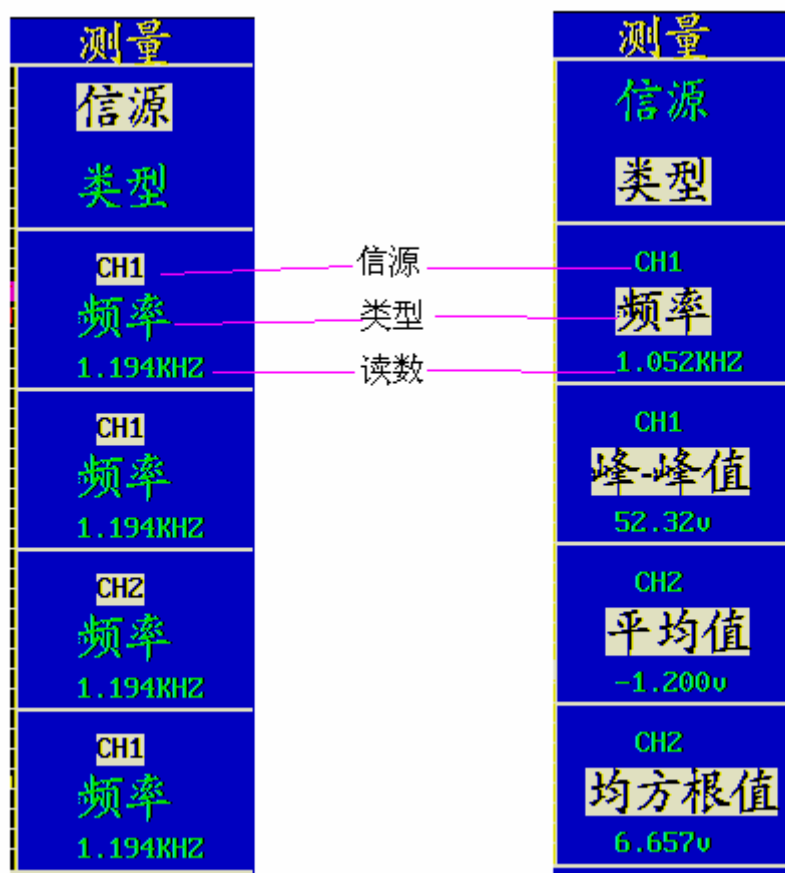 测量
信源
类型
CH1
频率
1.194KHZ
CH1
频率
1.194KHZ
CH2
频率
1.194KHZ
CH1
频率
1.194KHZ
信源
类型
读数
测量
信源
类型
CH1
频率
1.052KHZ
CH1
峰-峰值
52.32v
CH2
平均值
-1.200v
CH2
均方根值
6.657v